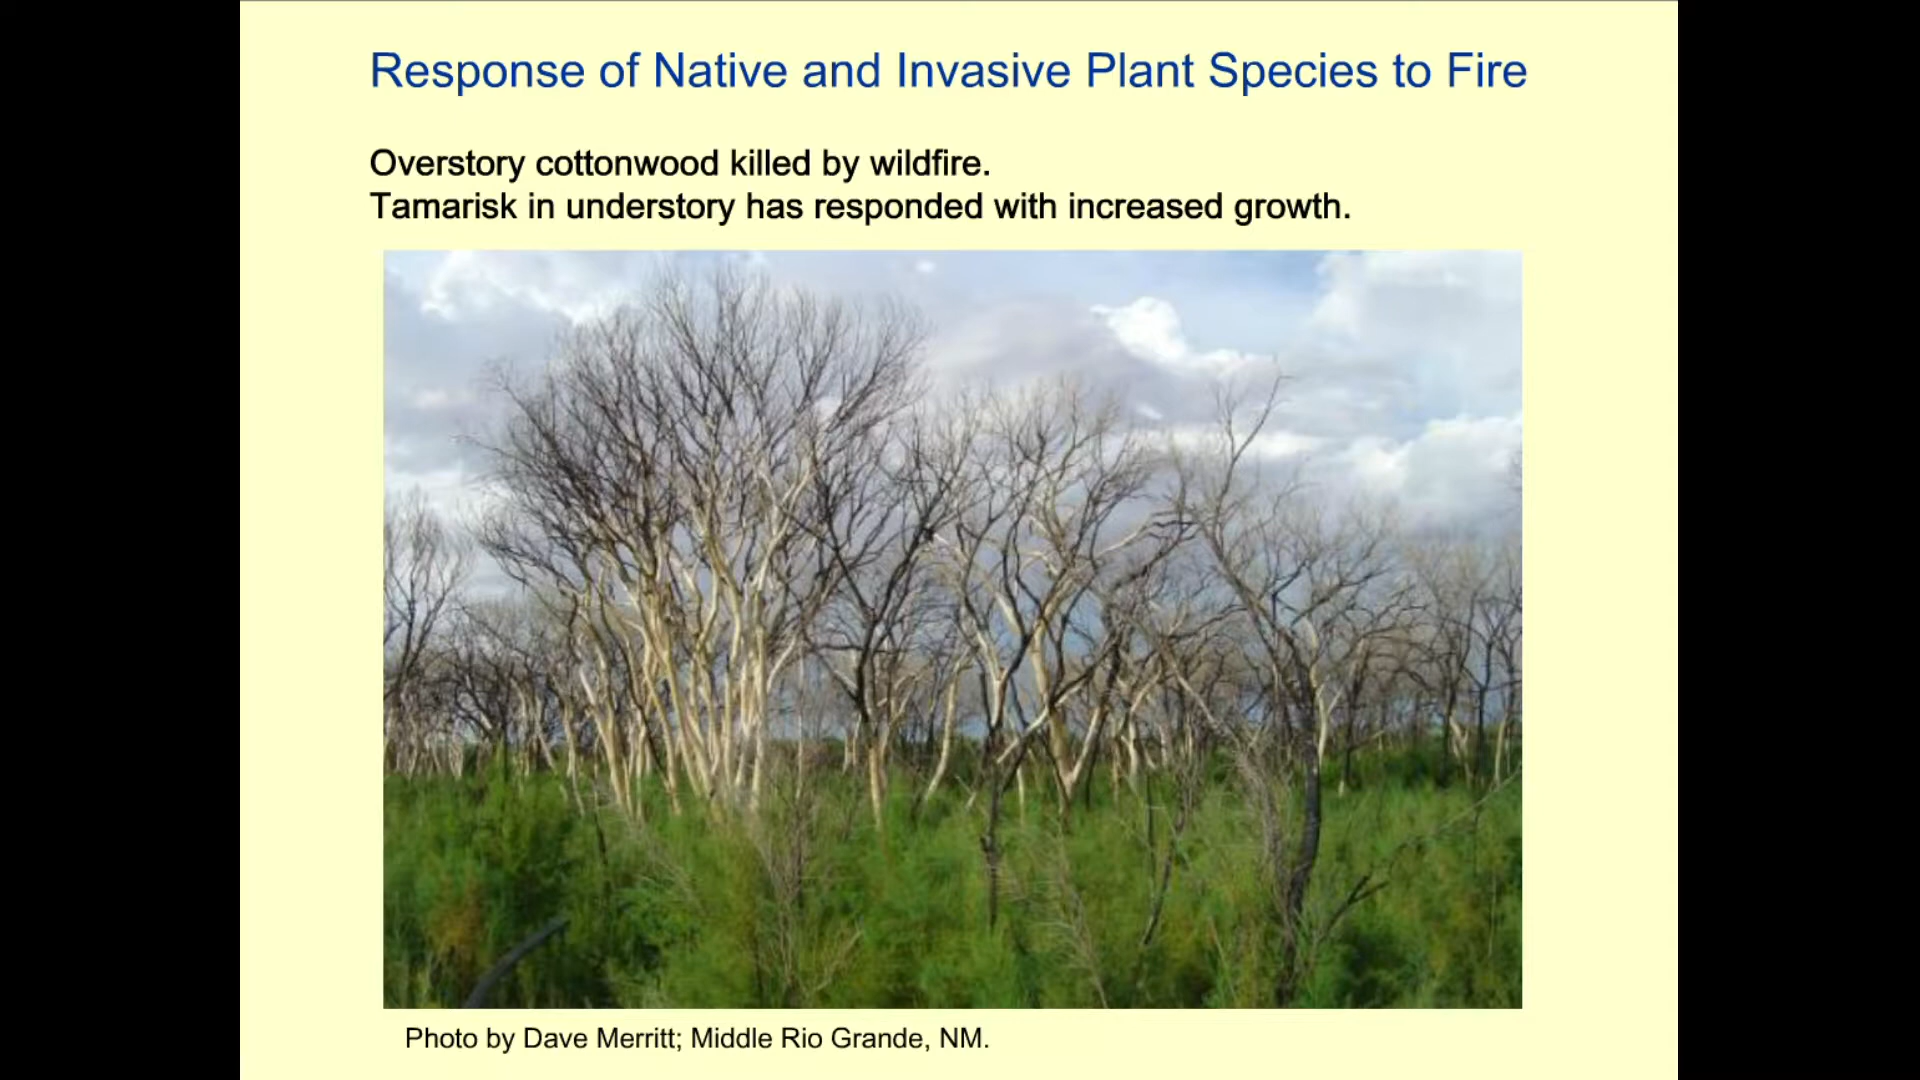 Response of Native and Invasive Plant Species to Fire
Overstory cottonwood killed by wildfire.
Tamarisk in understory has responded with increased growth.
Photo by Dave Merritt; Middle Rio Grande, NM.